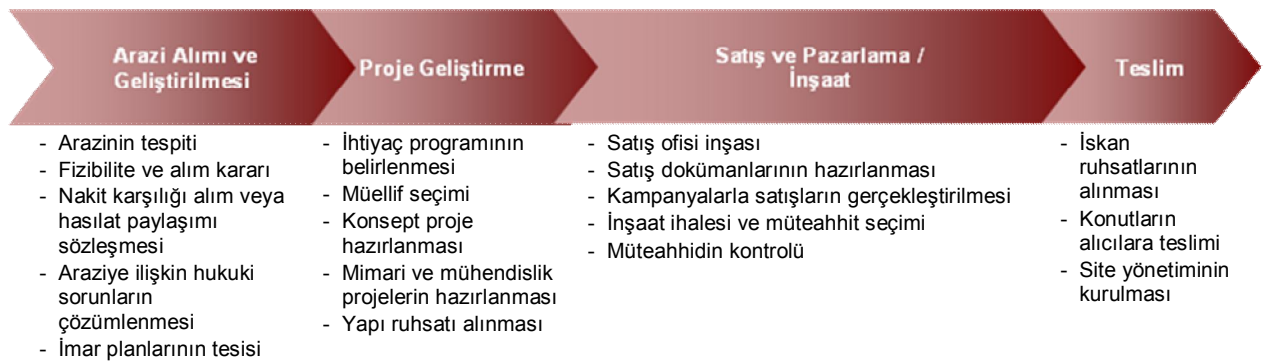 Arazi Alımı ve
Geliştirilmesi
Proje Geliştirme
Satış ve Pazarlama /
İnşaat
Teslim
- Arazinin tespiti
- Fizibilite ve alım kararı
- Nakit karşılığı alım veya
hasılat paylaşımı
sözleşmesi
- Araziye ilişkin hukuki
sorunların
çözümlenmesi
- İmar planlarının tesisi
- İhtiyaç programının
belirlenmesi
- Müellif seçimi
- Konsept proje
hazırlanması
- Mimari ve mühendislik
projelerin hazırlanması
- Yapı ruhsatı alınması
- Satış ofisi inşası
- Satış dokümanlarının hazırlanması
- Kampanyalarla satışların gerçekleştirilmesi
- İnşaat ihalesi ve müteahhit seçimi
- Müteahhidin kontrolü
- İskan
ruhsatlarının
alınması
- Konutların
alıcılara teslimi
- Site yönetiminin
kurulması